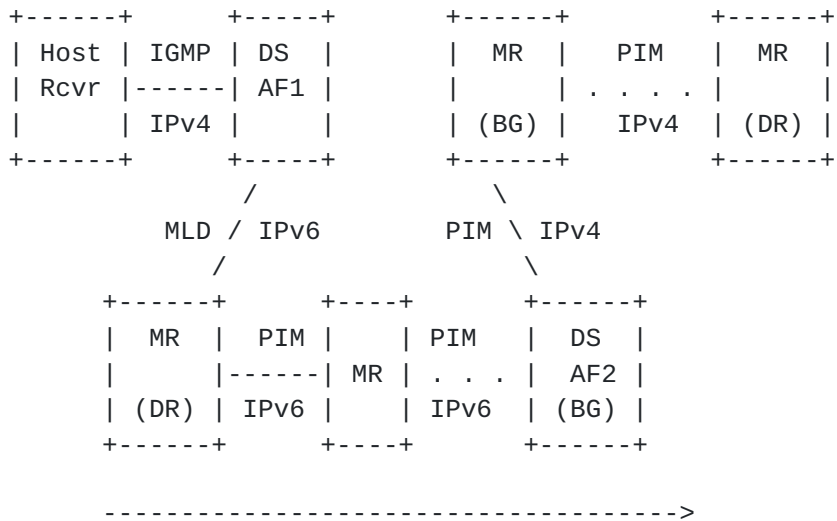 +------+       +-----+        +------+          +------+
| Host | IGMP | DS  |        |  MR  |   PIM    |  MR  |
| Rcvr |------| AF1 |        |      | . . . .  |      |
|      | IPv4 |     |        | (BG) |   IPv4   | (DR) |
+------+       +-----+        +------+          +------+
/               \
MLD / IPv6        PIM \ IPv4
/                     \
+------+      +----+       +------+
|  MR  |  PIM |    | PIM   |  DS  |
|      |------| MR | . . . |  AF2 |
| (DR) | IPv6 |    | IPv6  | (BG) |
+------+      +----+       +------+
------------------------------------->